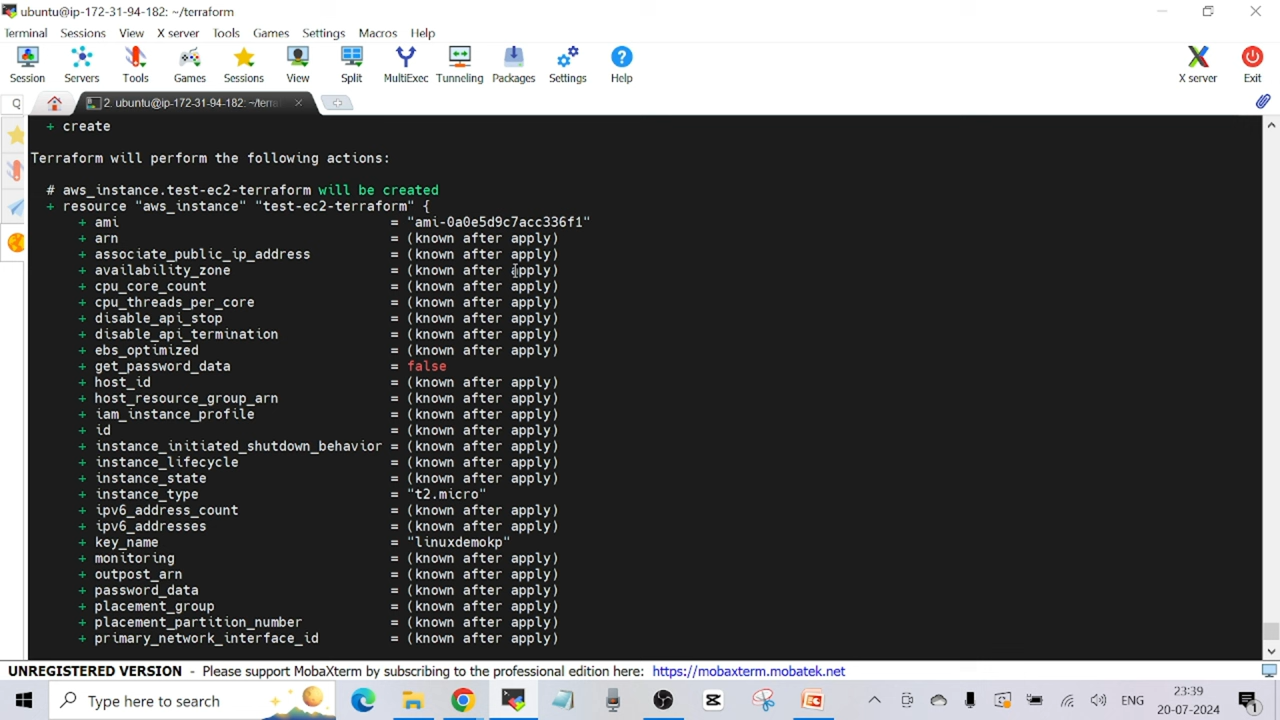 ubuntu@ip-172-31-94-182: ~/terraform
Terminal Sessions View X server Tools Games Settings Macros Help
Session Servers Tools Games Sessions View Split MultiExec Tunneling Packages Settings Help X server Exit
2. ubuntu@ip-172-31-94-182: ~/terra
+ create
Terraform will perform the following actions:
# aws_instance.test-ec2-terraform will be created
+ resource "aws_instance" "test-ec2-terraform" {
+ ami = "ami-0a0e5d9c7acc336f1"
+ arn = (known after apply)
+ associate_public_ip_address = (known after apply)
+ availability_zone = (known after apply)
+ cpu_core_count = (known after apply)
+ cpu_threads_per_core = (known after apply)
+ disable_api_stop = (known after apply)
+ disable_api_termination = (known after apply)
+ ebs_optimized = (known after apply)
+ get_password_data = false
+ host_id = (known after apply)
+ host_resource_group_arn = (known after apply)
+ iam_instance_profile = (known after apply)
+ id = (known after apply)
+ instance_initiated_shutdown_behavior = (known after apply)
+ instance_lifecycle = (known after apply)
+ instance_state = (known after apply)
+ instance_type = "t2.micro"
+ ipv6_address_count = (known after apply)
+ ipv6_addresses = (known after apply)
+ key_name = "linuxdemokp"
+ monitoring = (known after apply)
+ outpost_arn = (known after apply)
+ password_data = (known after apply)
+ placement_group = (known after apply)
+ placement_partition_number = (known after apply)
+ primary_network_interface_id = (known after apply)
UNREGISTERED VERSION - Please support MobaXterm by subscribing to the professional edition here: https://mobaxterm.mobatek.net
Type here to search
ENG
23:39
20-07-2024